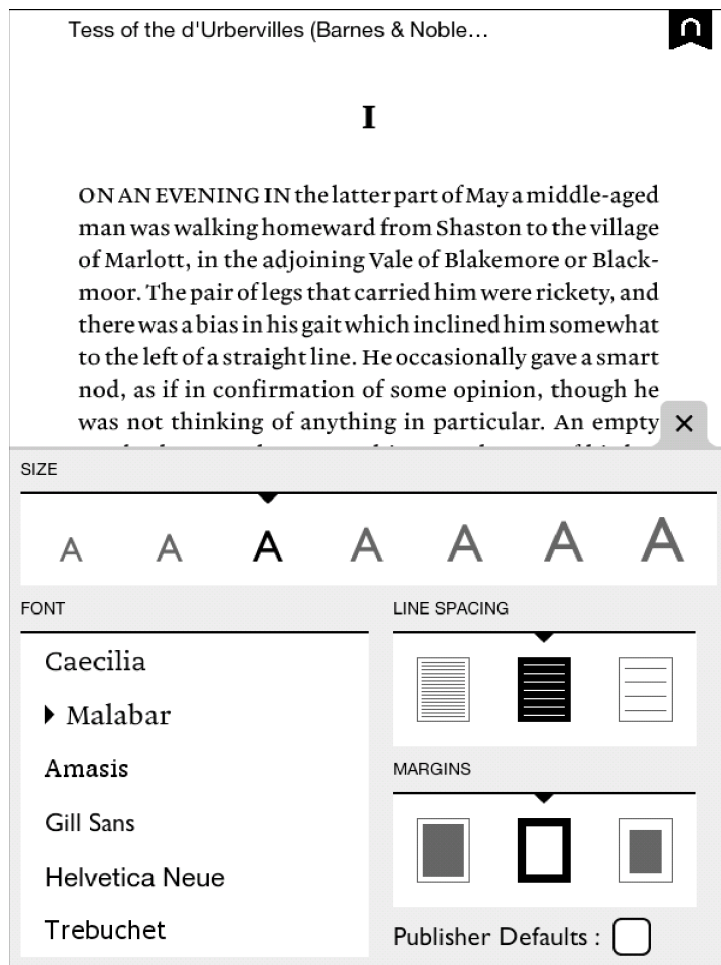 Tess of the d'Urbervilles (Barnes & Noble...
n
I
ON AN EVENING IN the latter part of May a middle-aged
man was walking homeward from Shaston to the village
of Marlott, in the adjoining Vale of Blakemore or Black-
moor. The pair of legs that carried him were rickety, and
there was a bias in his gait which inclined him somewhat
to the left of a straight line. He occasionally gave a smart
nod, as if in confirmation of some opinion, though he
was not thinking of anything in particular. An empty
SIZE
A A A A A A A
FONT
Caecilia
Malabar
Amasis
Gill Sans
Helvetica Neue
Trebuchet
LINE SPACING
MARGINS
Publisher Defaults :